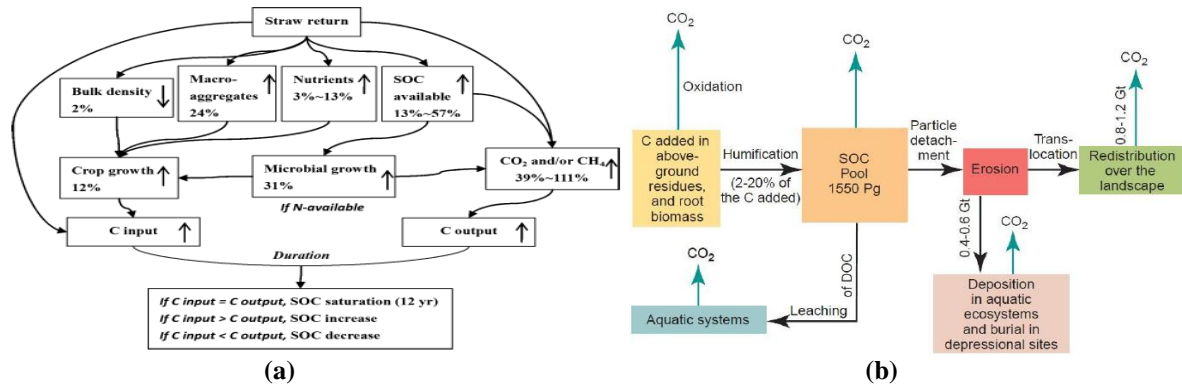 Straw return
Bulk density
2%
Macro-
aggregates
24%
Nutrients
3%~13%
SOC
available
13%~57%
Crop growth
12%
Microbial growth
31%
If N-available
CO₂ and/or CH₄
39%~111%
C input
C output
Duration
If C input = C output, SOC saturation (12 yr)
If C input > C output, SOC increase
If C input < C output, SOC decrease
(a)
CO₂
Oxidation
C added in
above-
ground
residues,
and root
biomass
Humification
(2-20% of
the C added)
CO₂
SOC
Pool
1550 Pg
Particle
detach-
ment
Erosion
Trans-
location
CO₂
0.8-1.2 Gt
Redistribution
over the
landscape
0.4-0.6 Gt
CO₂
Deposition
in aquatic
ecosystems
and burial in
depressional sites
of DOC
Leaching
CO₂
Aquatic systems
(b)